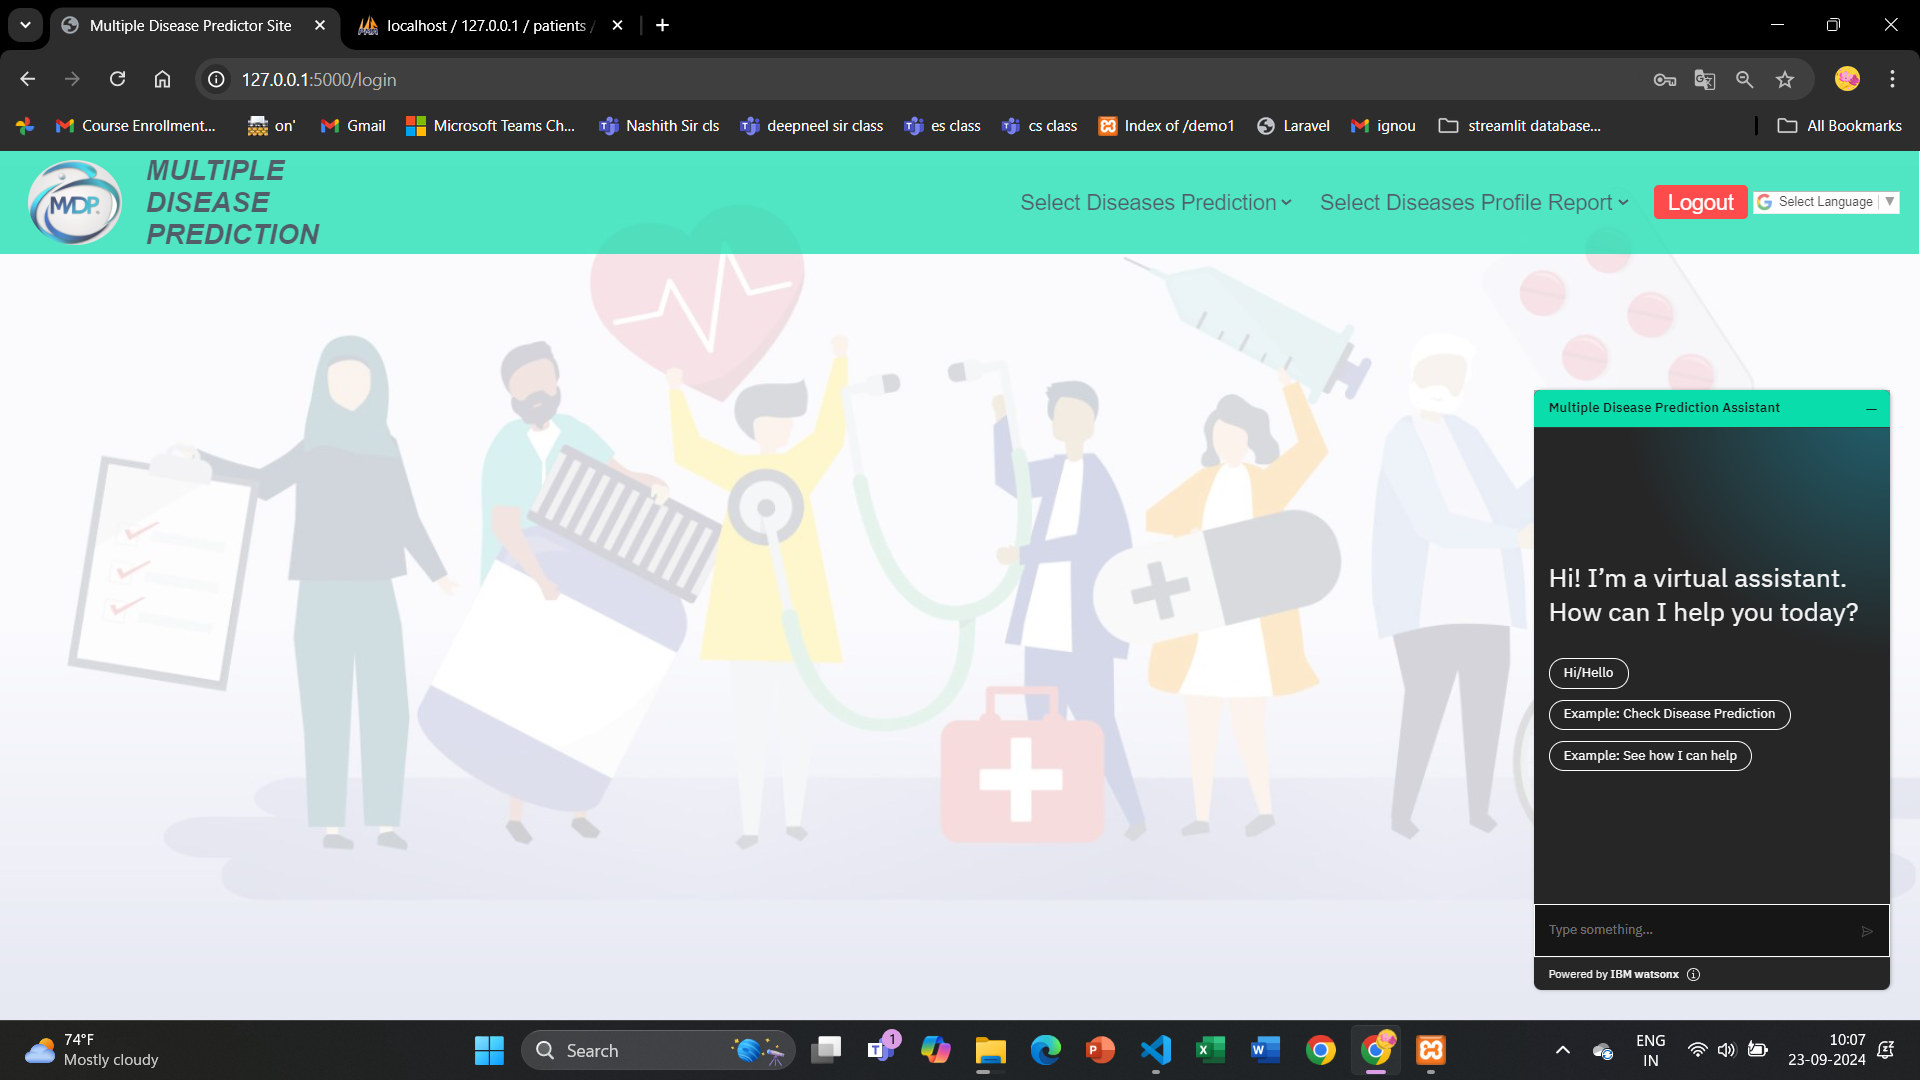 Multiple Disease Predictor Site
localhost / 127.0.0.1 / patients /
127.0.0.1:5000/login
Course Enrollment...
on'
Gmail
Microsoft Teams Ch...
Nashith Sir cls
deepneel sir class
es class
cs class
Index of /demo1
Laravel
ignou
streamlit database...
All Bookmarks
MDP.
MULTIPLE
DISEASE
PREDICTION
Select Diseases Prediction
Select Diseases Profile Report
Logout
Select Language ▼
Multiple Disease Prediction Assistant
Hi! I’m a virtual assistant.
How can I help you today?
Hi/Hello
Example: Check Disease Prediction
Example: See how I can help
Type something...
Powered by IBM watsonx
74°F
Mostly cloudy
Search
1
ENG
IN
10:07
23-09-2024